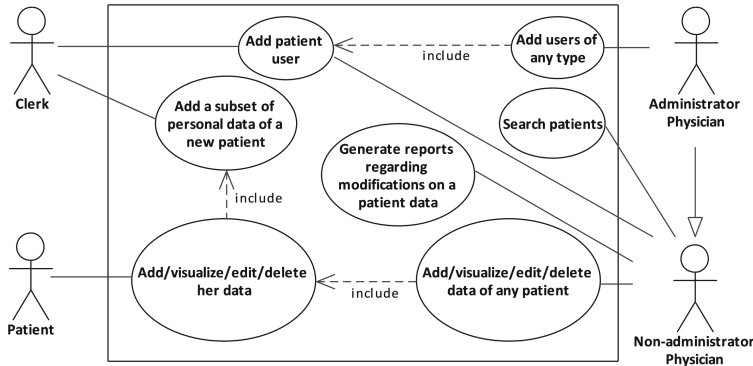 Clerk
Add patient
user
include
Add users of
any type
Administrator
Physician
Add a subset of
personal data of a
new patient
Search patients
Generate reports
regarding
modifications on a
patient data
include
Patient
Add/visualize/edit/delete
her data
include
Add/visualize/edit/delete
data of any patient
Non-administrator
Physician